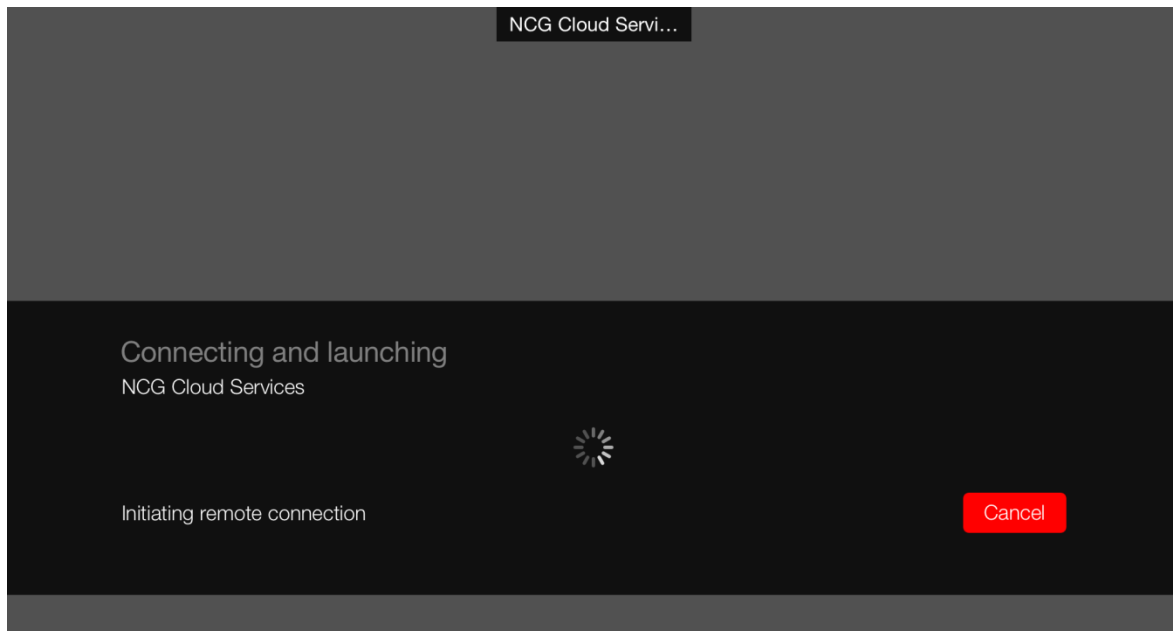 NCG Cloud Servi...
Connecting and launching
NCG Cloud Services
Initiating remote connection
Cancel